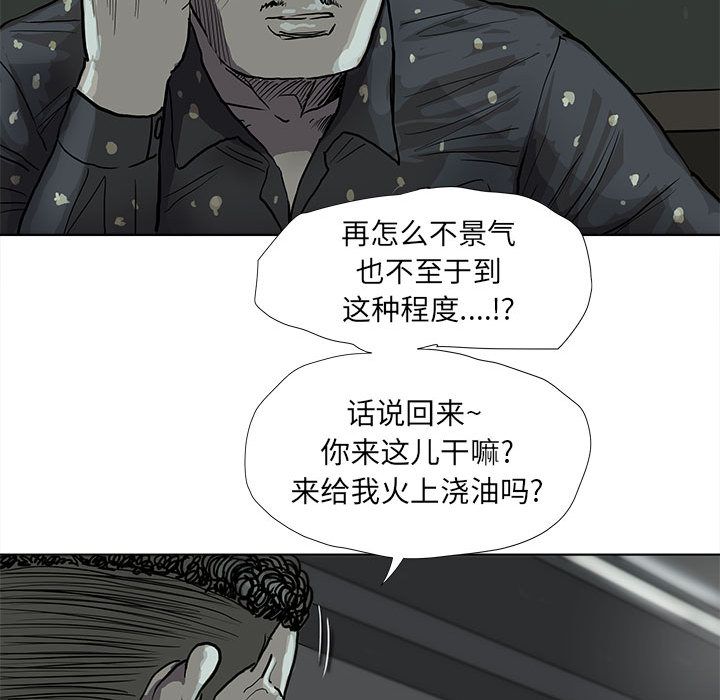 再怎么不景气
也不至于到
这种程度....!?
话说回来~
你来这儿干嘛?
来给我火上浇油吗?